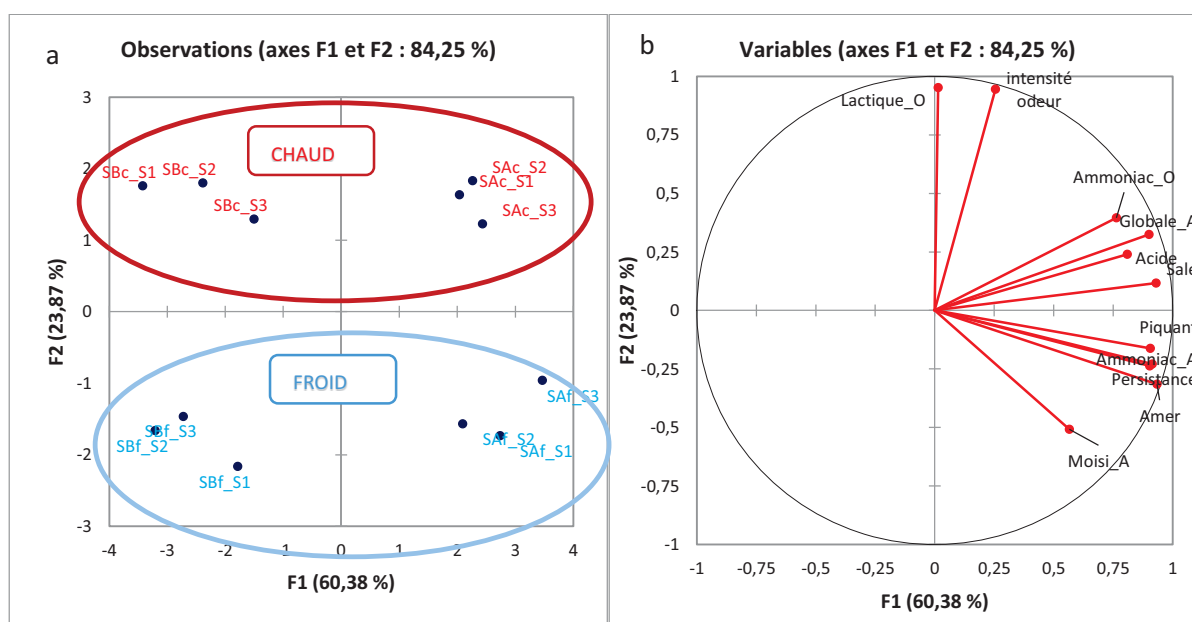 a
Observations (axes F1 et F2 : 84,25 %)
3
2
1
0
-1
-2
-3
F2 (23,87 %)
CHAUD
SBc_S1
SBc_S2
SBc_S3
SAc_S2
SAc_S1
SAc_S3
FROID
SAf_S3
SBf_S3
SBf_S2
SBf_S1
SAf_S2
SAf_S1
-4
-3
-2
-1
0
1
2
3
4
F1 (60,38 %)
b
Variables (axes F1 et F2 : 84,25 %)
1
0,75
0,5
0,25
0
-0,25
-0,5
-0,75
-1
F2 (23,87 %)
Lactique_O
intensité
odeur
Ammoniac_O
Globale_A
Acide
Sale
Piquant
Ammoniac_A
Persistance
Amer
Moisi_A
-1
-0,75
-0,5
-0,25
0
0,25
0,5
0,75
1
F1 (60,38 %)